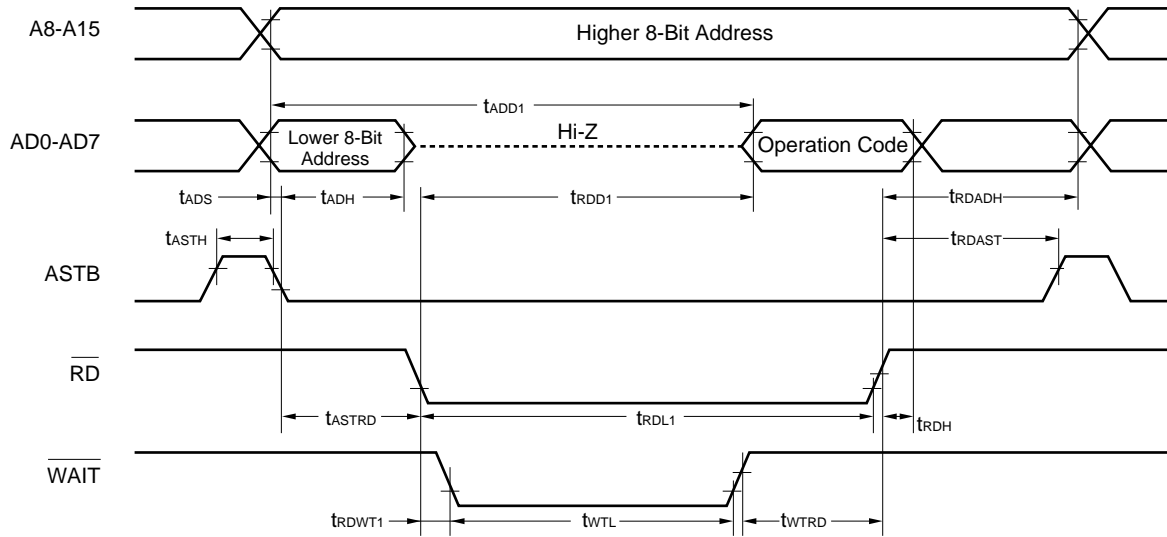 A8-A15
Higher 8-Bit Address
tADD1
AD0-AD7
Lower 8-Bit
Address
Hi-Z
Operation Code
tADS
tADH
tRDD1
tRDADH
tASTH
tRDAST
ASTB
RD
tASTRD
tRDL1
tRDH
WAIT
tRDWT1
tWTL
tWTRD